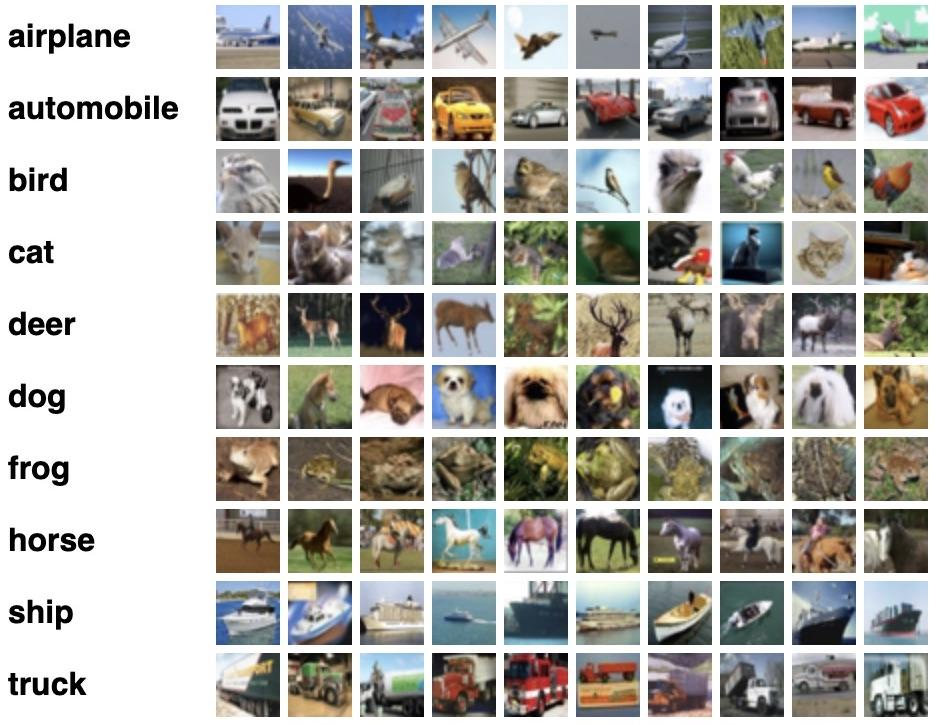 airplane
automobile
bird
cat
deer
dog
frog
horse
ship
truck